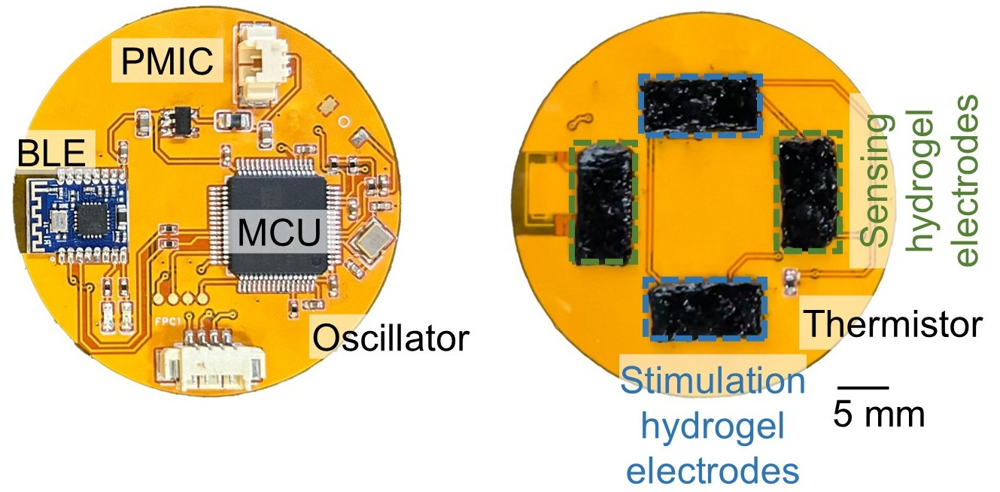 PMIC
BLE
MCU
FPC1
Oscillator
Sensing
hydrogel
electrodes
Thermistor
Stimulation
hydrogel
electrodes
5 mm